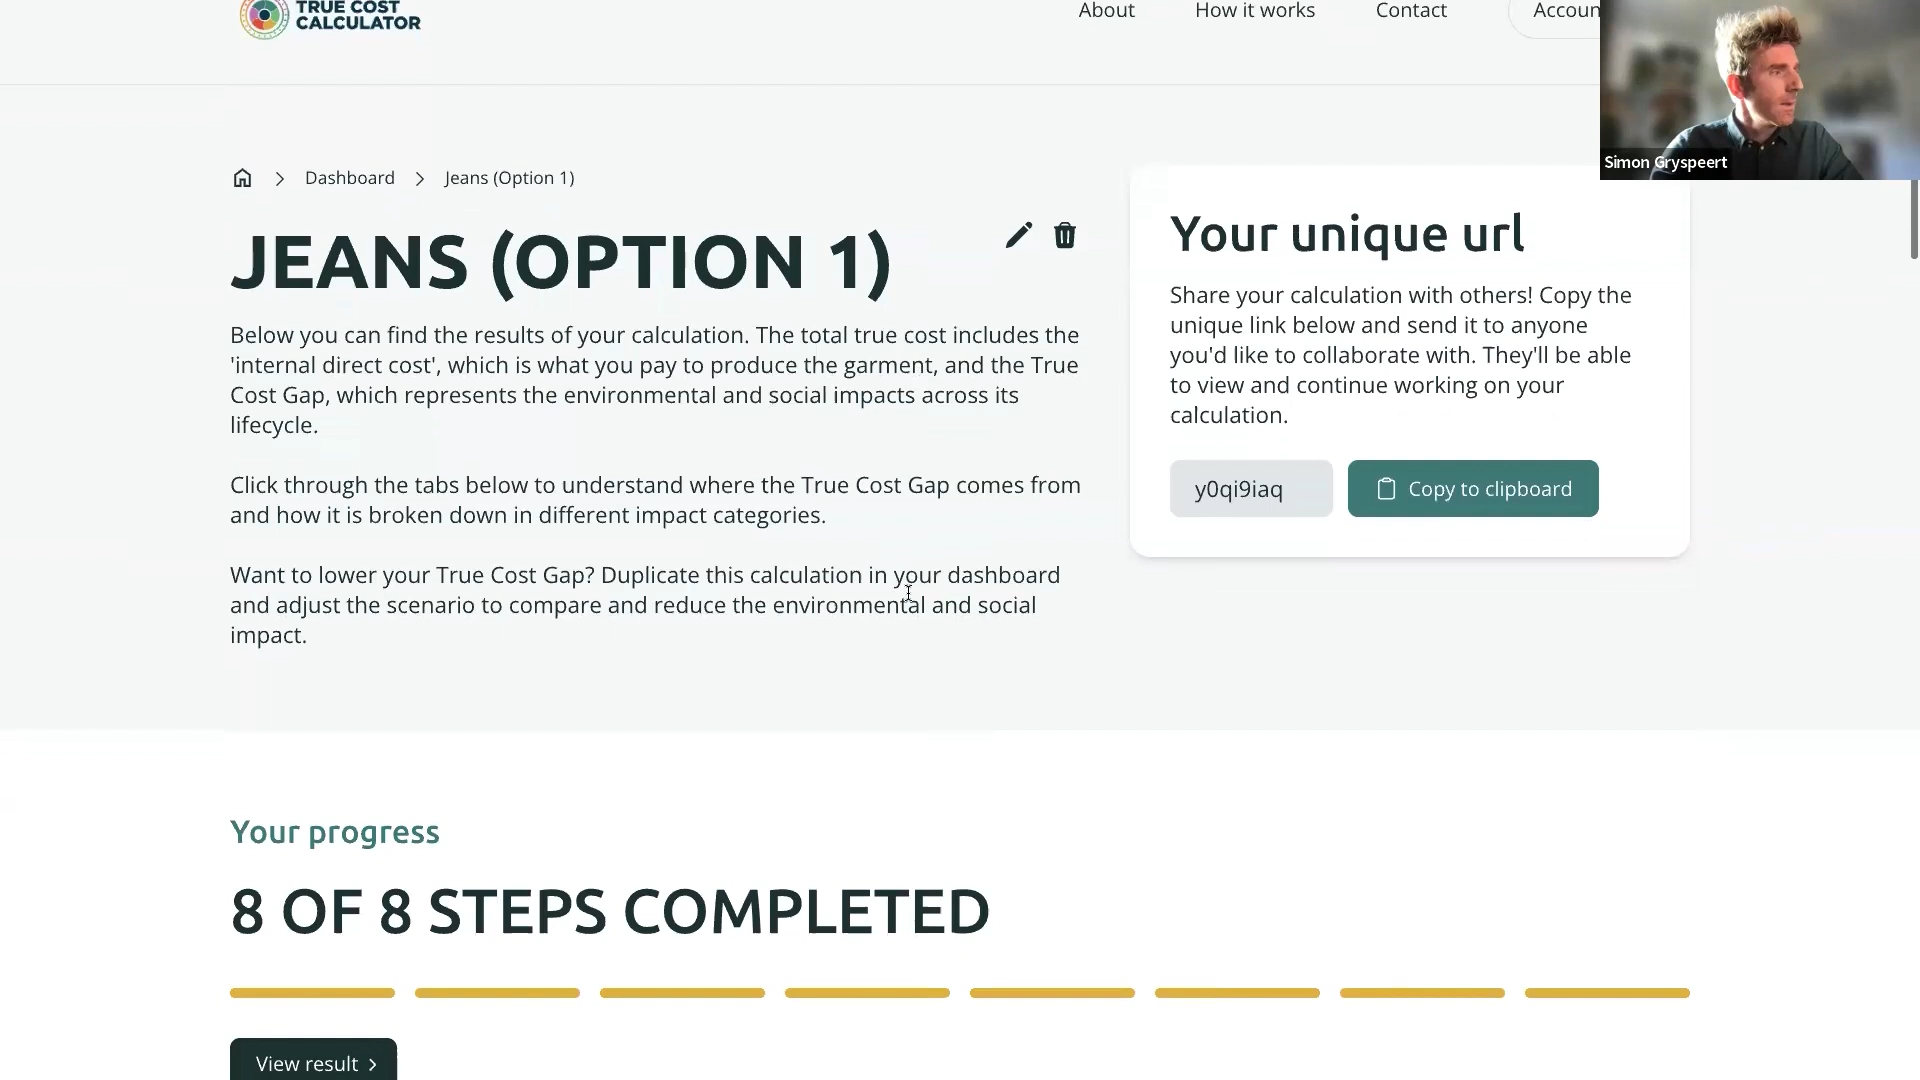 TRUE COST
CALCULATOR
About
How it works
Contact
Accoun
Simon Gryspeert
Dashboard
Jeans (Option 1)
JEANS (OPTION 1)
Below you can find the results of your calculation. The total true cost includes the
'internal direct cost', which is what you pay to produce the garment, and the True
Cost Gap, which represents the environmental and social impacts across its
lifecycle.
Click through the tabs below to understand where the True Cost Gap comes from
and how it is broken down in different impact categories.
Want to lower your True Cost Gap? Duplicate this calculation in your dashboard
and adjust the scenario to compare and reduce the environmental and social
impact.
Your unique url
Share your calculation with others! Copy the
unique link below and send it to anyone
you'd like to collaborate with. They'll be able
to view and continue working on your
calculation.
y0qi9iaq
Copy to clipboard
Your progress
8 OF 8 STEPS COMPLETED
View result